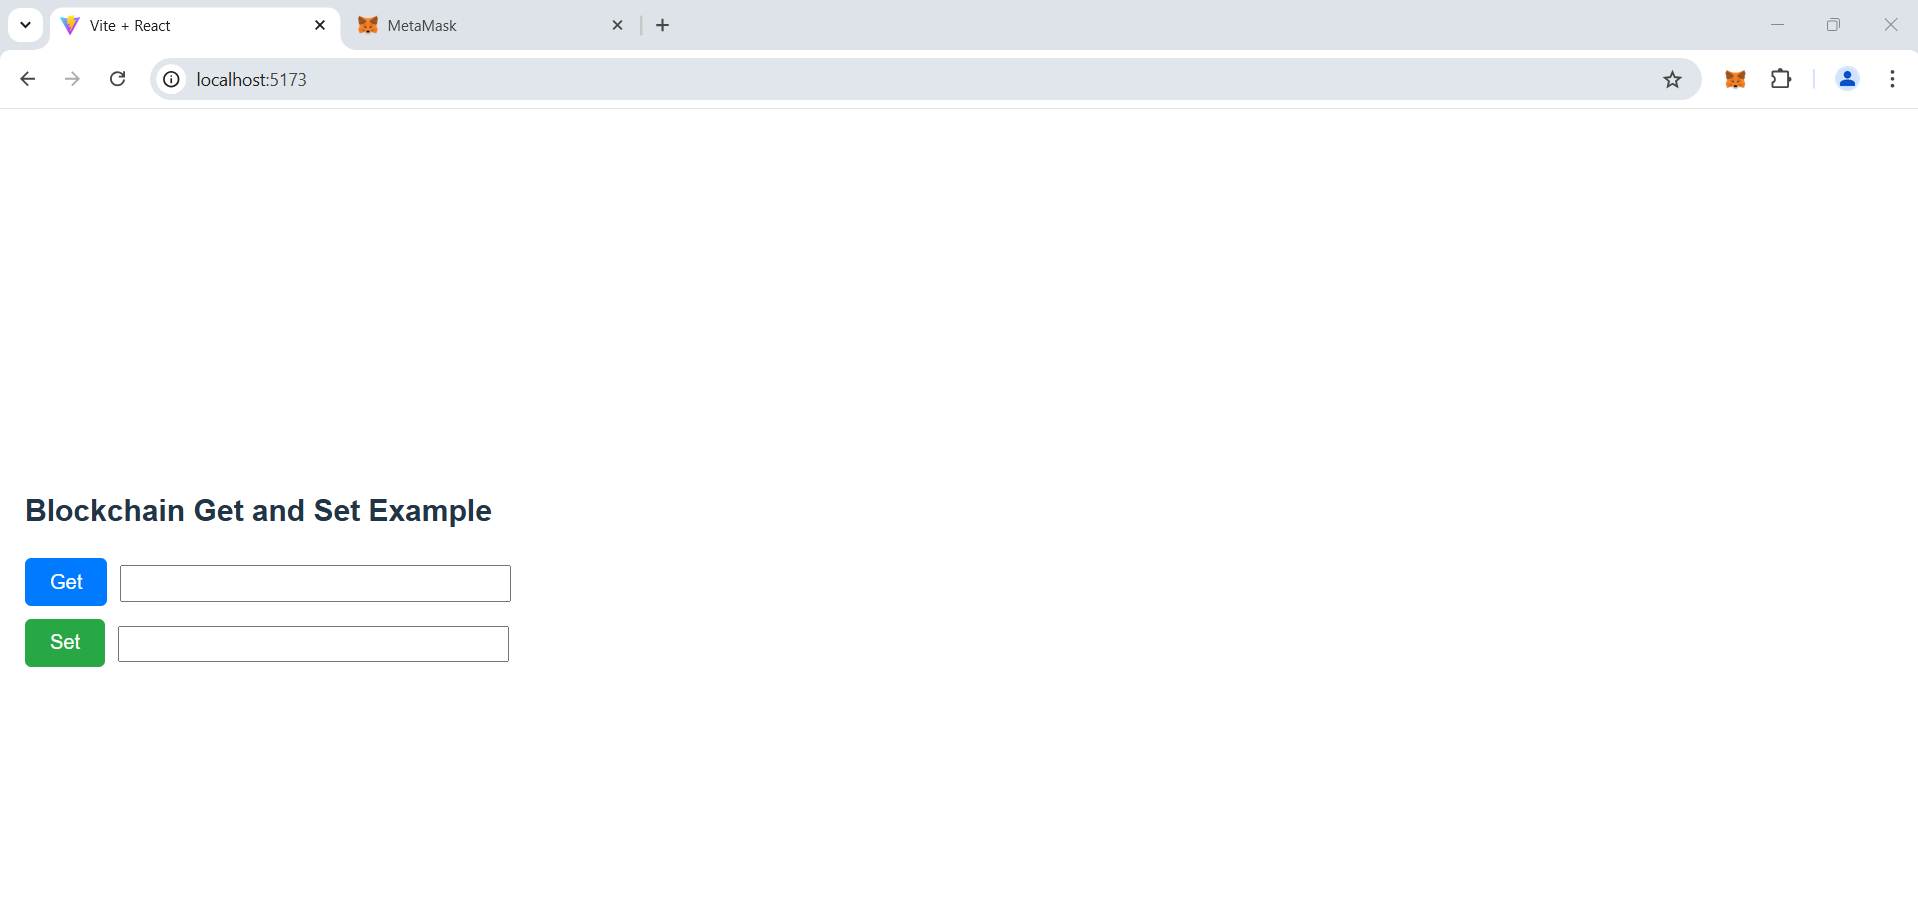 Vite + React
MetaMask
localhost:5173
Blockchain Get and Set Example
Get
Set